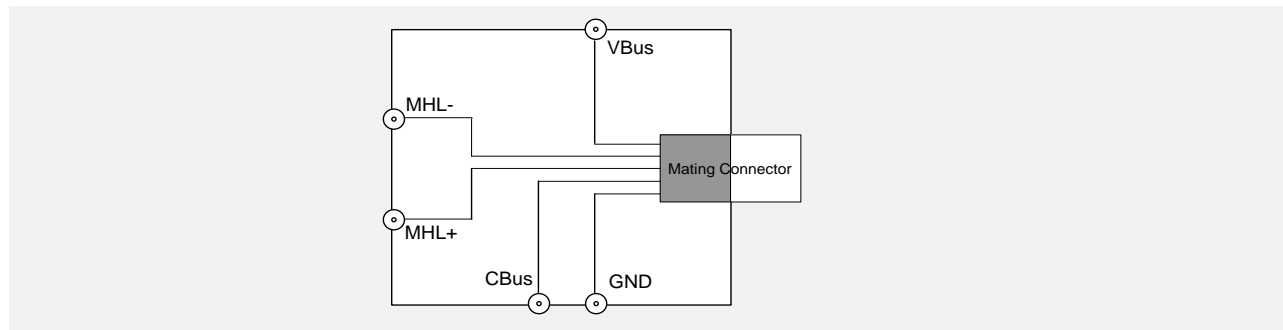 VBus
MHL-
Mating Connector
MHL+
CBus
GND